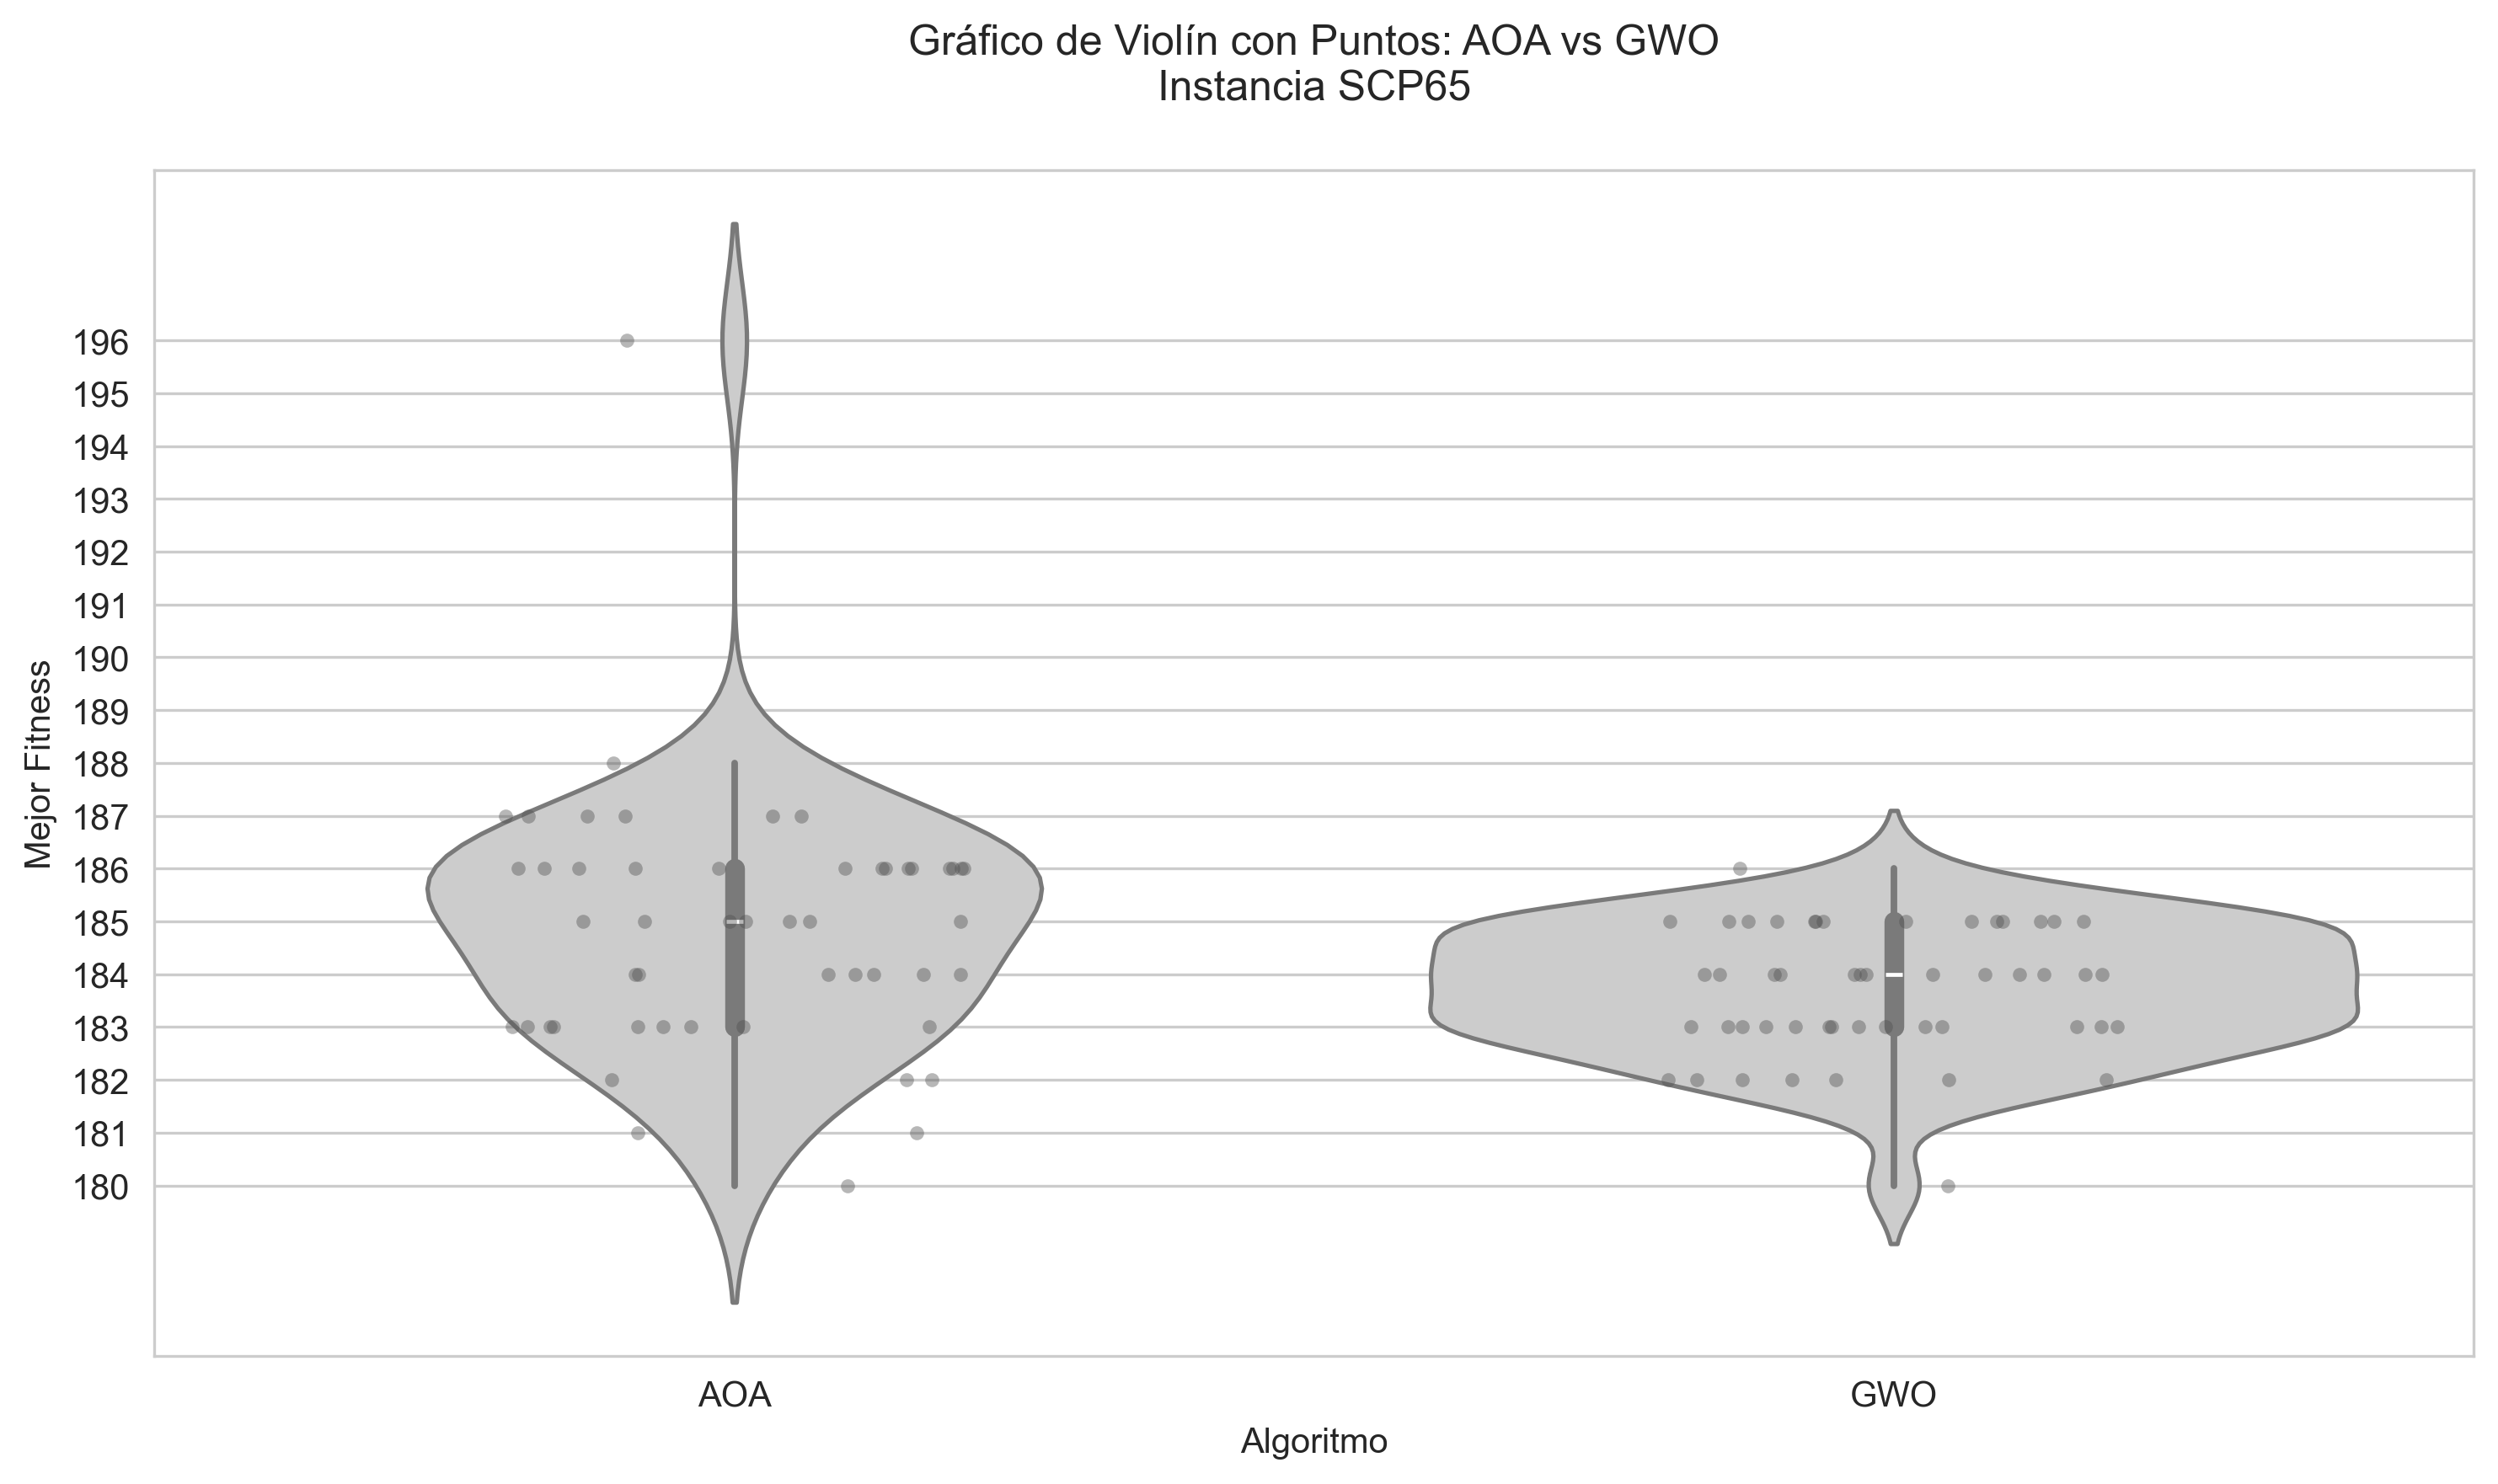 Gráfico de Violín con Puntos: AOA vs GWO
Instancia SCP65
Mejor Fitness
196
195
194
193
192
191
190
189
188
187
186
185
184
183
182
181
180
AOA
GWO
Algoritmo